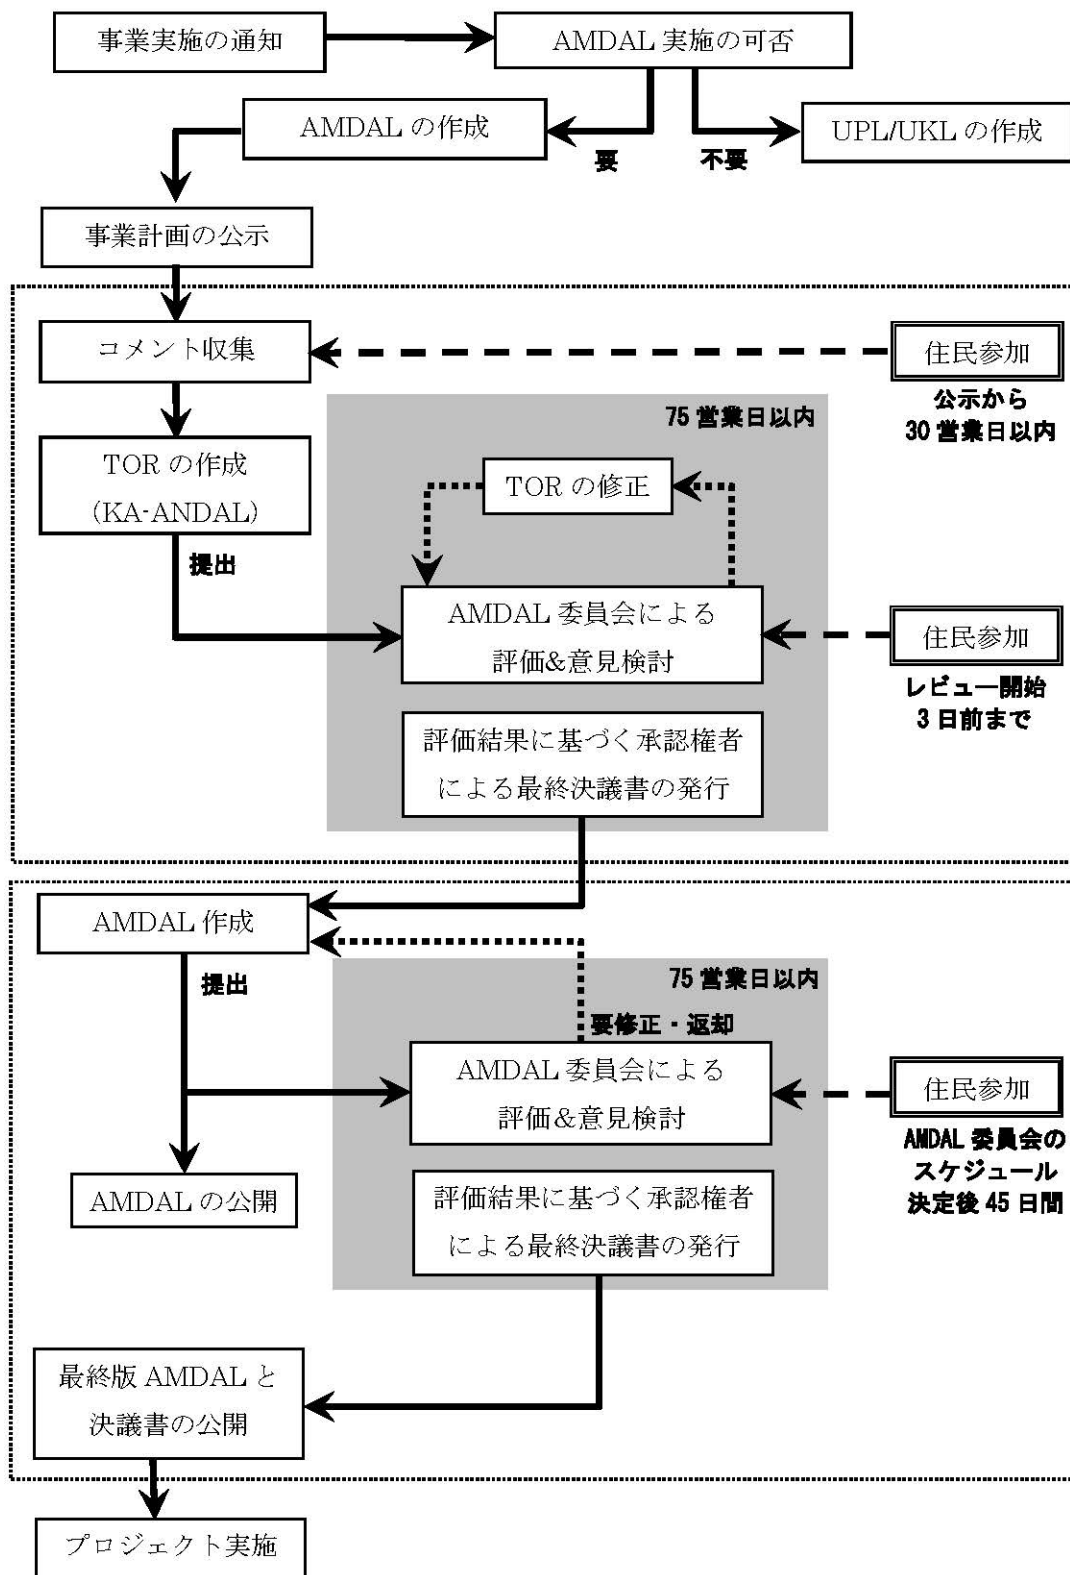 事業実施の通知
AMDAL 実施の可否
AMDAL の作成
要
不要
UPL/UKL の作成
事業計画の公示
コメント収集
住民参加
公示から
30 営業日以内
75 営業日以内
TOR の作成
(KA-ANDAL)
提出
TOR の修正
AMDAL 委員会による
評価&意見検討
住民参加
レビュー開始
3 日前まで
評価結果に基づく承認権者
による最終決議書の発行
AMDAL 作成
提出
75 営業日以内
要修正・返却
AMDAL 委員会による
評価&意見検討
住民参加
AMDAL 委員会の
スケジュール
決定後 45 日間
AMDAL の公開
評価結果に基づく承認権者
による最終決議書の発行
最終版 AMDAL と
決議書の公開
プロジェクト実施